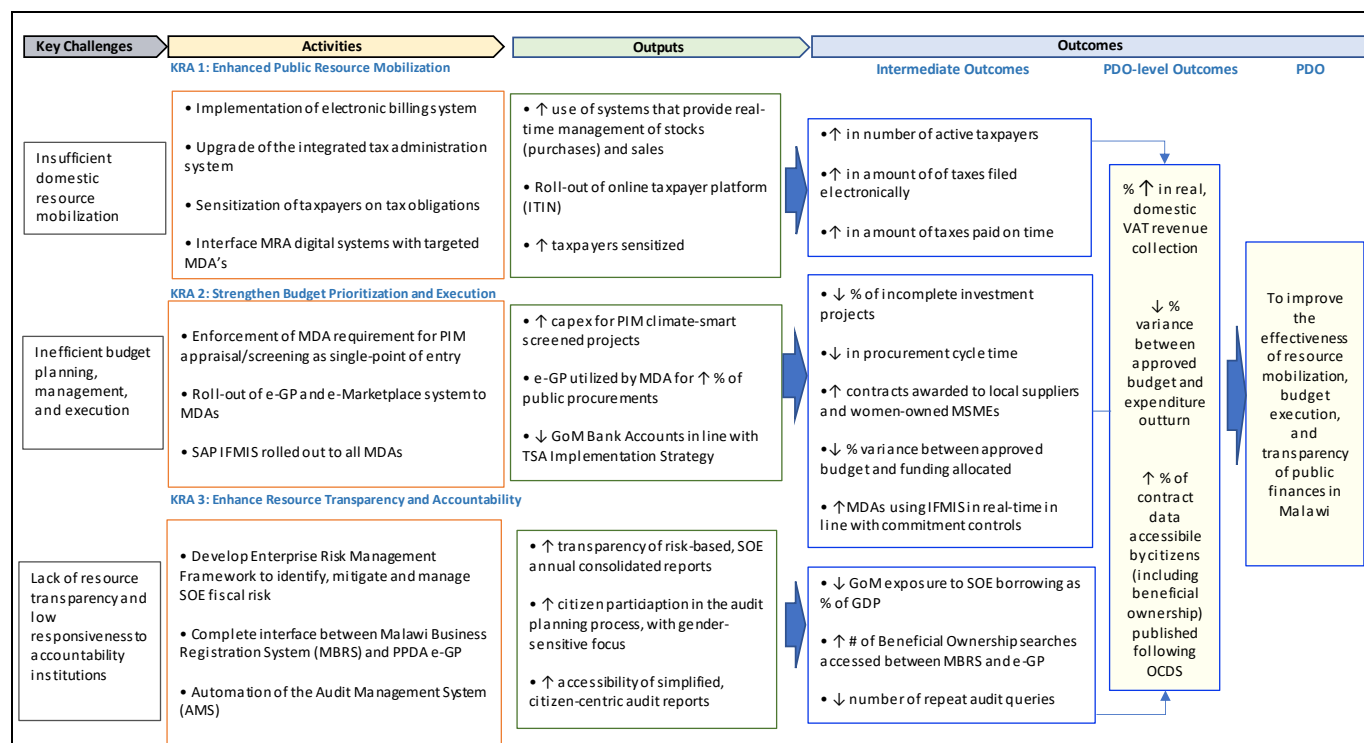 Key Challenges
Activities
Outputs
Outcomes
KRA 1: Enhanced Public Resource Mobilization
Intermediate Outcomes
PDO-level Outcomes
PDO
Insufficient
domestic
resource
mobilization
• Implementation of electronic billing system
• Upgrade of the integrated tax administration
system
• Sensitization of taxpayers on tax obligations
• Interface MRA digital systems with targeted
MDA's
• ↑ use of systems that provide real-
time management of stocks
(purchases) and sales
• Roll-out of online taxpayer platform
(ITIN)
• ↑ taxpayers sensitized
•↑ in number of active taxpayers
•↑ in amount of of taxes filed
electronically
•↑ in amount of taxes paid on time
KRA 2: Strengthen Budget Prioritization and Execution
Inefficient budget
planning,
management,
and execution
• Enforcement of MDA requirement for PIM
appraisal/screening as single-point of entry
• Roll-out of e-GP and e-Marketplace system to
MDAs
• SAP IFMIS rolled out to all MDAs
• ↑ capex for PIM climate-smart
screened projects
• e-GP utilized by MDA for ↑ % of
public procurements
• ↓ GoM Bank Accounts in line with
TSA Implementation Strategy
• ↓ % of incomplete investment
projects
•↓ in procurement cycle time
•↑ contracts awarded to local suppliers
and women-owned MSMEs
•↓ % variance between approved
budget and funding allocated
• ↑MDAs using IFMIS in real-time in
line with commitment controls
KRA 3: Enhance Resource Transparency and Accountability
Lack of resource
transparency and
low
responsiveness to
accountability
institutions
• Develop Enterprise Risk Management
Framework to identify, mitigate and manage
SOE fiscal risk
• Complete interface between Malawi Business
Registration System (MBRS) and PPDA e-GP
• Automation of the Audit Management System
(AMS)
• ↑ transparency of risk-based, SOE
annual consolidated reports
• ↑ citizen particiaption in the audit
planning process, with gender-
sensitive focus
• ↑ accessibility of simplified,
citizen-centric audit reports
• ↓ GoM exposure to SOE borrowing as
% of GDP
• ↑ # of Beneficial Ownership searches
accessed between MBRS and e-GP
• ↓ number of repeat audit queries
% ↑ in real,
domestic
VAT revenue
collection
↓ %
variance
between
approved
budget and
expenditure
outturn
↑ % of
contract
data
accessibile
by citizens
(including
beneficial
ownership)
published
following
OCDS
To improve
the
effectiveness
of resource
mobilization,
budget
execution,
and
transparency
of public
finances in
Malawi